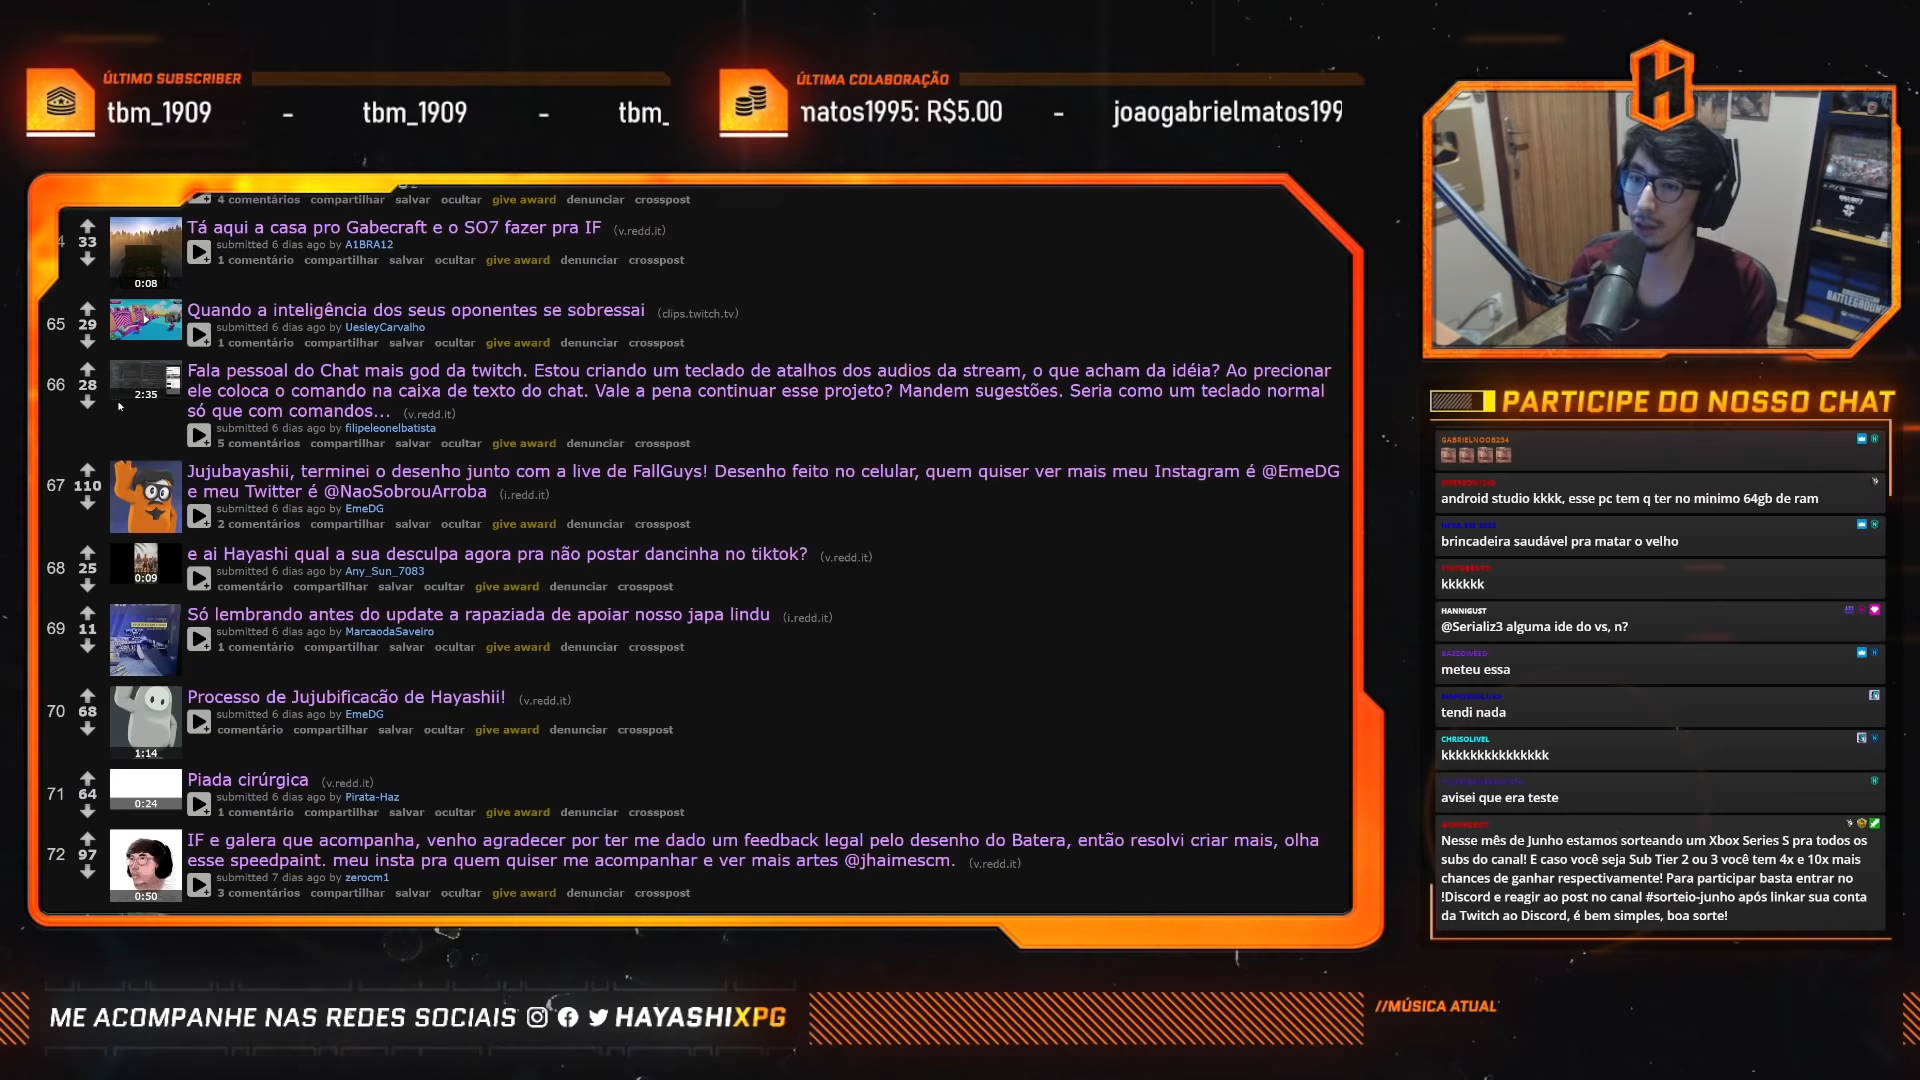 ÚLTIMO SUBSCRIBER
tbm_1909 - tbm_1909 - tbm_
ÚLTIMA COLABORAÇÃO
matos1995: R$5.00 - joaogabrielmatos199
4 comentários compartilhar salvar ocultar give award denunciar crosspost
4
33
Tá aqui a casa pro Gabecraft e o SO7 fazer pra IF (v.redd.it)
submitted 6 dias ago by A1BRA12
1 comentário compartilhar salvar ocultar give award denunciar crosspost
0:08
65
29
Quando a inteligência dos seus oponentes se sobressai (clips.twitch.tv)
submitted 6 dias ago by UesleyCarvalho
1 comentário compartilhar salvar ocultar give award denunciar crosspost
66
28
2:35
Fala pessoal do Chat mais god da twitch. Estou criando um teclado de atalhos dos audios da stream, o que acham da idéia? Ao precionar
ele coloca o comando na caixa de texto do chat. Vale a pena continuar esse projeto? Mandem sugestões. Seria como um teclado normal
só que com comandos... (v.redd.it)
submitted 6 dias ago by filipeleonelbatista
5 comentários compartilhar salvar ocultar give award denunciar crosspost
67
110
Jujubayashii, terminei o desenho junto com a live de FallGuys! Desenho feito no celular, quem quiser ver mais meu Instagram é @EmeDG
e meu Twitter é @NaoSobrouArroba (i.redd.it)
submitted 6 dias ago by EmeDG
2 comentários compartilhar salvar ocultar give award denunciar crosspost
68
25
0:09
e ai Hayashi qual a sua desculpa agora pra não postar dancinha no tiktok? (v.redd.it)
submitted 6 dias ago by Any_Sun_7083
comentário compartilhar salvar ocultar give award denunciar crosspost
69
11
Só lembrando antes do update a rapaziada de apoiar nosso japa lindu (i.redd.it)
submitted 6 dias ago by MarcaodaSaveiro
1 comentário compartilhar salvar ocultar give award denunciar crosspost
70
68
Processo de Jujubificacão de Hayashii! (v.redd.it)
submitted 6 dias ago by EmeDG
comentário compartilhar salvar ocultar give award denunciar crosspost
1:14
71
64
Piada cirúrgica (v.redd.it)
submitted 6 dias ago by Pirata-Haz
0:24
1 comentário compartilhar salvar ocultar give award denunciar crosspost
72
97
IF e galera que acompanha, venho agradecer por ter me dado um feedback legal pelo desenho do Batera, então resolvi criar mais, olha
esse speedpaint. meu insta pra quem quiser me acompanhar e ver mais artes @jhaimescm. (v.redd.it)
submitted 7 dias ago by zerocm1
0:50
3 comentários compartilhar salvar ocultar give award denunciar crosspost
H
BATTLEGROUNDS
PARTICIPE DO NOSSO CHAT
GABRIELNOOB234
android studio kkkk, esse pc tem q ter no minimo 64gb de ram
brincadeira saudável pra matar o velho
kkkkkk
HANNIGUST
@Serializ3 alguma ide do vs, n?
meteu essa
tendi nada
CHRISOLIVEL
kkkkkkkkkkkkkkk
avisei que era teste
Nesse mês de Junho estamos sorteando um Xbox Series S pra todos os
subs do canal! E caso você seja Sub Tier 2 ou 3 você tem 4x e 10x mais
chances de ganhar respectivamente! Para participar basta entrar no
!Discord e reagir ao post no canal #sorteio-junho após linkar sua conta
da Twitch ao Discord, é bem simples, boa sorte!
ME ACOMPANHE NAS REDES SOCIAIS HAYASHIXPG
//MÚSICA ATUAL